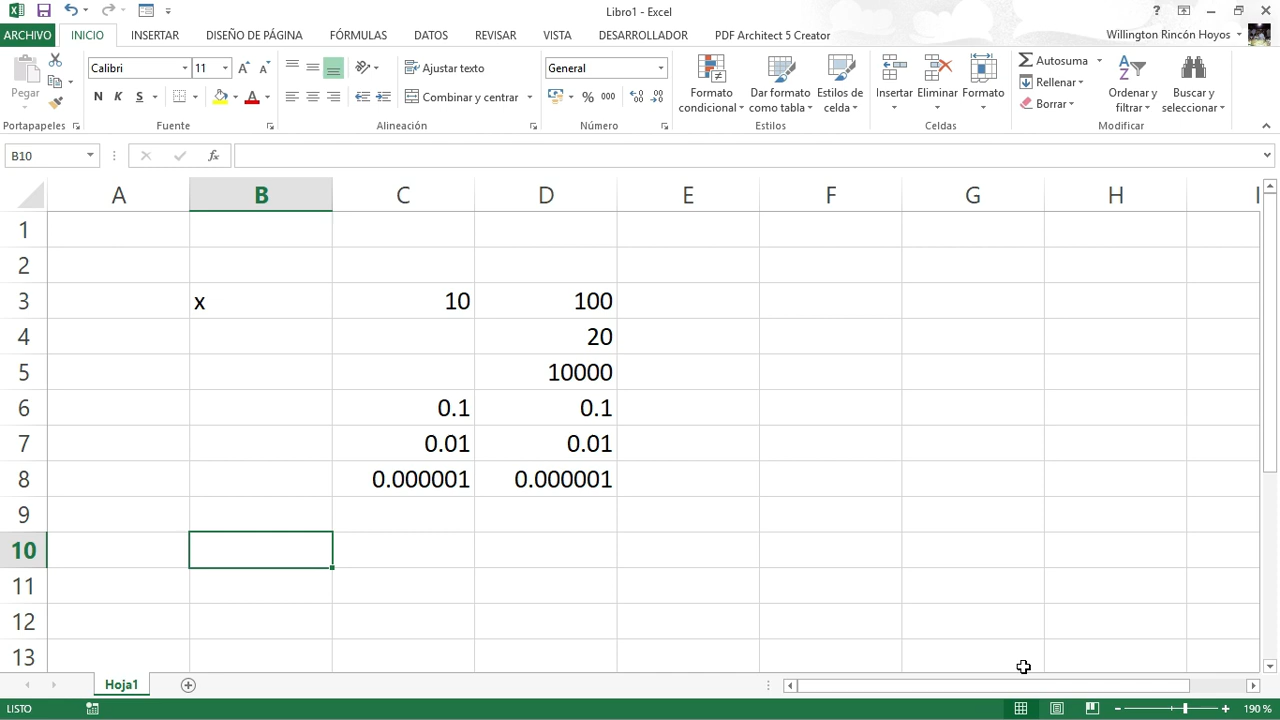 Libro1 - Excel
ARCHIVO INICIO INSERTAR DISEÑO DE PÁGINA FÓRMULAS DATOS REVISAR VISTA DESARROLLADOR PDF Architect 5 Creator Willington Rincón Hoyos
Pegar
Calibri 11
N K S
Ajustar texto
Combinar y centrar
General
% 000
Formato condicional
Dar formato como tabla
Estilos de celda
Insertar Eliminar Formato
Autosuma
Rellenar
Borrar
Ordenar y filtrar
Buscar y seleccionar
Portapapeles Fuente Alineación Número Estilos Celdas Modificar
B10 fx
A B C D E F G H I
1
2
3 x 10 100
4 20
5 10000
6 0.1 0.1
7 0.01 0.01
8 0.000001 0.000001
9
10
11
12
13
Hoja1
LISTO 190 %